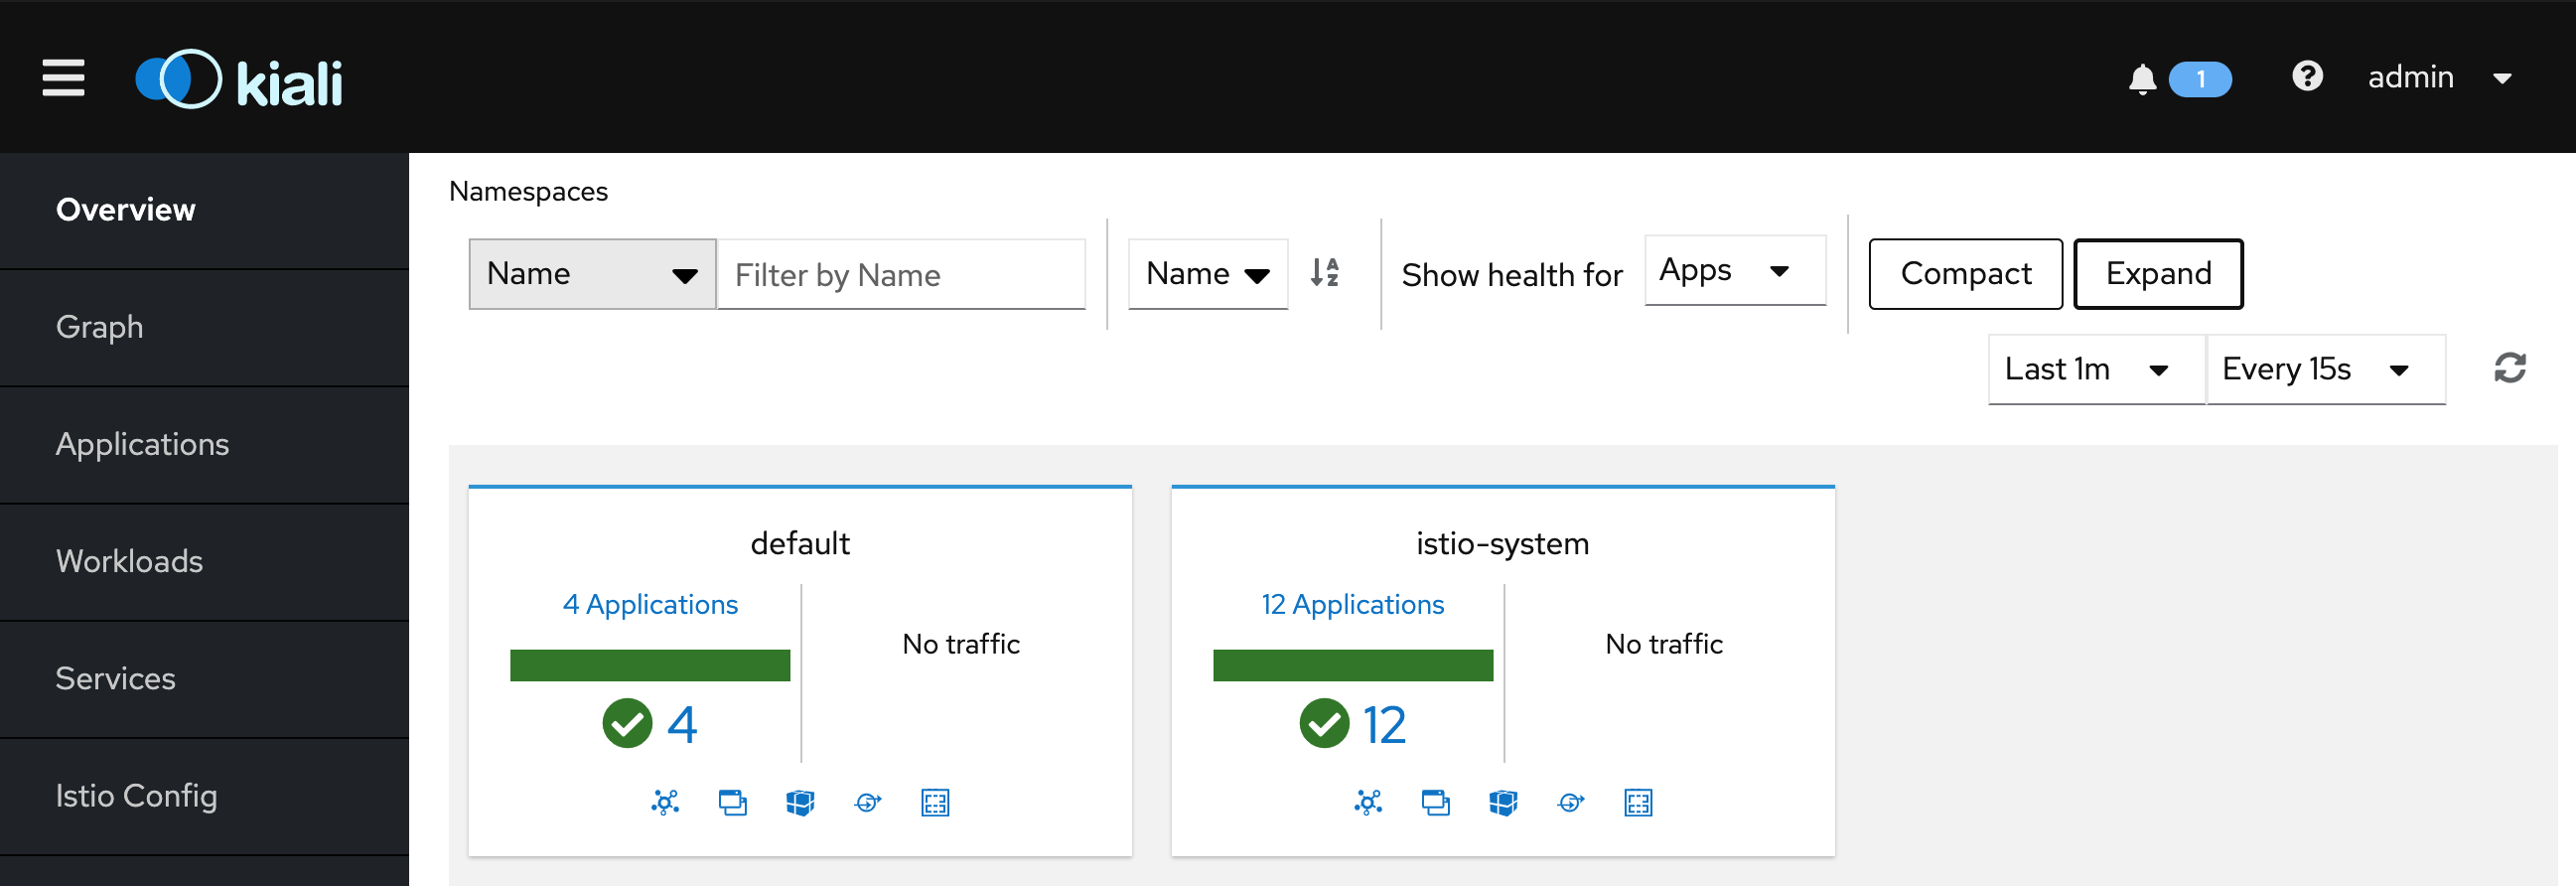 kiali
1
admin
Overview
Graph
Applications
Workloads
Services
Istio Config
Namespaces
Name Filter by Name Name Show health for Apps Compact Expand
Last 1m Every 15s
default
4 Applications
No traffic
4
istio-system
12 Applications
No traffic
12